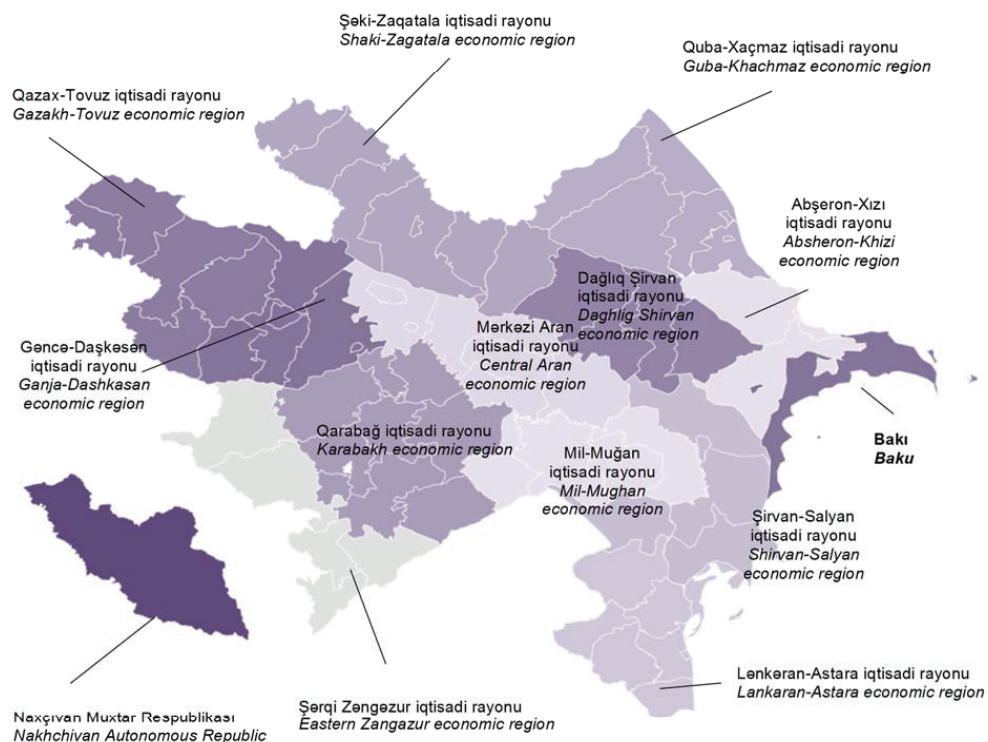 Şəki-Zaqatala iqtisadi rayonu
Shaki-Zagatala economic region
Quba-Xaçmaz iqtisadi rayonu
Guba-Khachmaz economic region
Qazax-Tovuz iqtisadi rayonu
Gazakh-Tovuz economic region
Abşeron-Xızı
iqtisadi rayonu
Absheron-Khizi
economic region
Dağlıq Şirvan
iqtisadi rayonu
Daghlig Shirvan
economic region
Mərkəzi Aran
iqtisadi rayonu
Central Aran
economic region
Gəncə-Daşkəsən
iqtisadi rayonu
Ganja-Dashkasan
economic region
Qarabağ iqtisadi rayonu
Karabakh economic region
Bakı
Baku
Mil-Muğan
iqtisadi rayonu
Mil-Mughan
economic region
Şirvan-Salyan
iqtisadi rayonu
Shirvan-Salyan
economic region
Lənkəran-Astara iqtisadi rayonu
Lankaran-Astara economic region
Şərqi Zəngəzur iqtisadi rayonu
Eastern Zangazur economic region
Naxçıvan Muxtar Respublikası
Nakhchivan Autonomous Republic